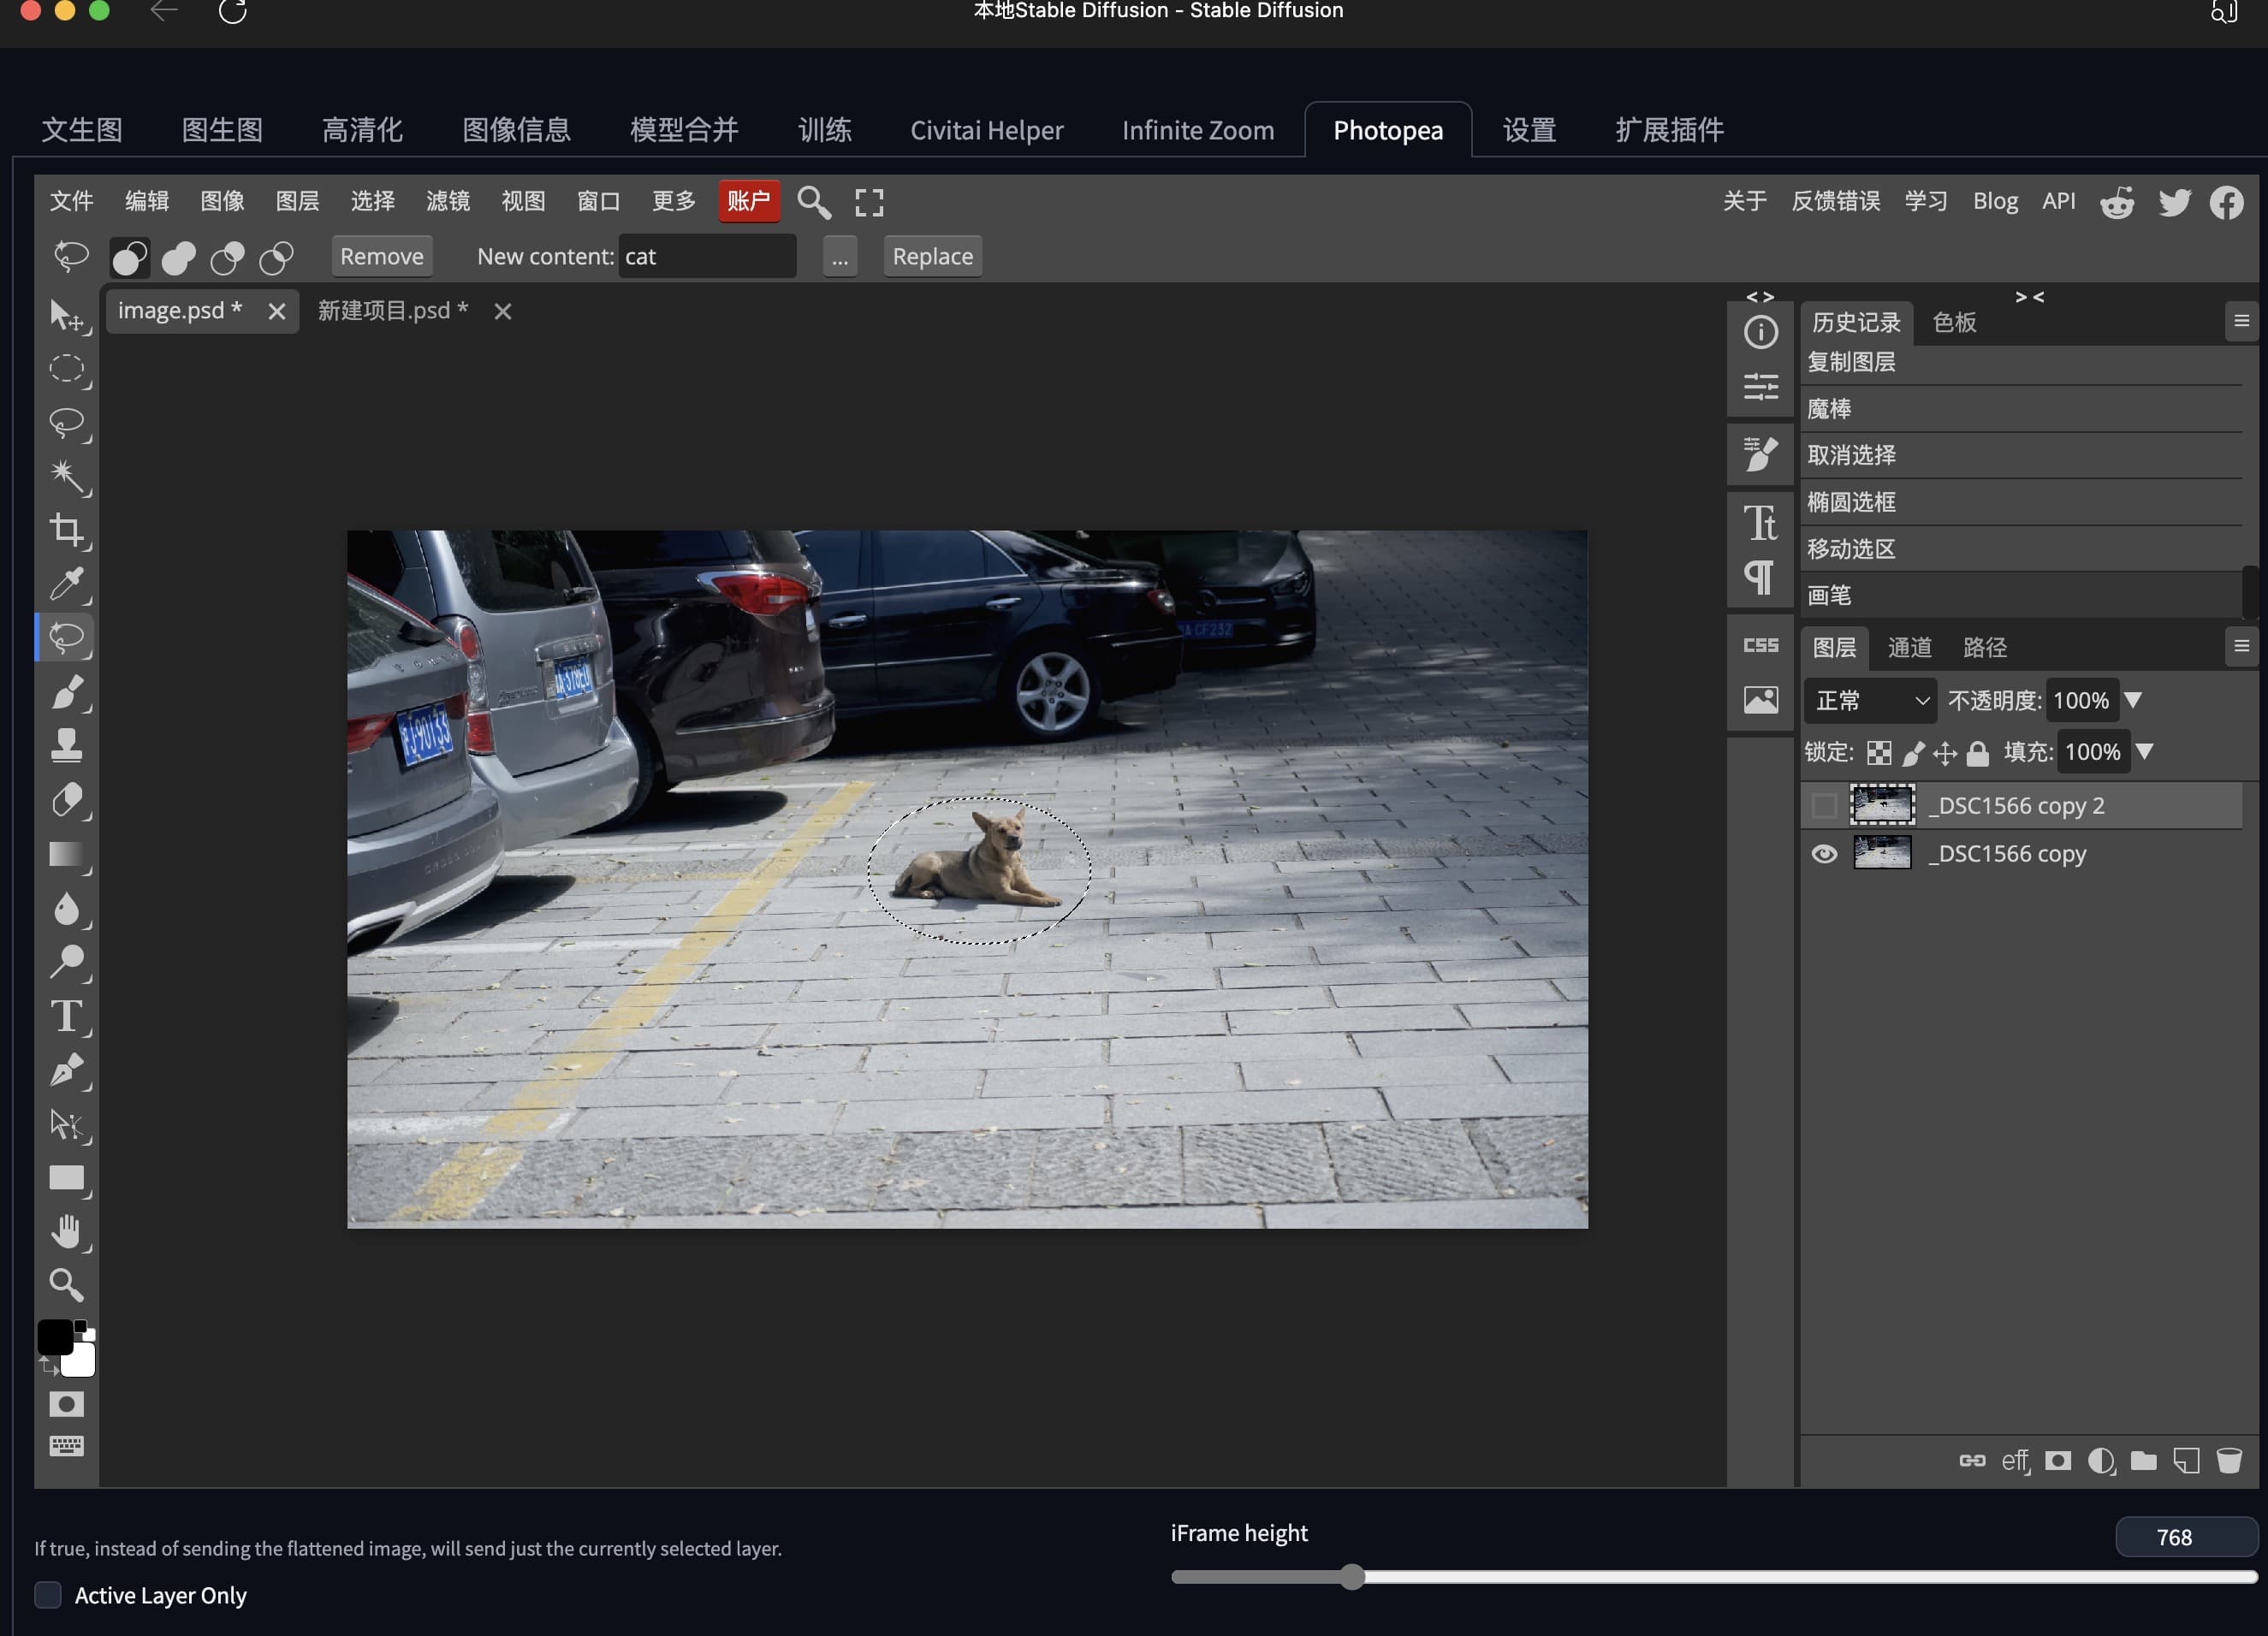 本地Stable Diffusion - Stable Diffusion
文生图 图生图 高清化 图像信息 模型合并 训练 Civitai Helper Infinite Zoom Photopea 设置 扩展插件
文件 编辑 图像 图层 选择 滤镜 视图 窗口 更多 账户 关于 反馈错误 学习 Blog API
Remove New content: cat ... Replace
image.psd * 新建项目.psd *
< > > <
历史记录 色板
复制图层
魔棒
取消选择
椭圆选框
移动选区
画笔
CSS
图层 通道 路径
正常 不透明度: 100%
锁定: 填充: 100%
_DSC1566 copy 2
_DSC1566 copy
eff
iFrame height 768
If true, instead of sending the flattened image, will send just the currently selected layer.
Active Layer Only